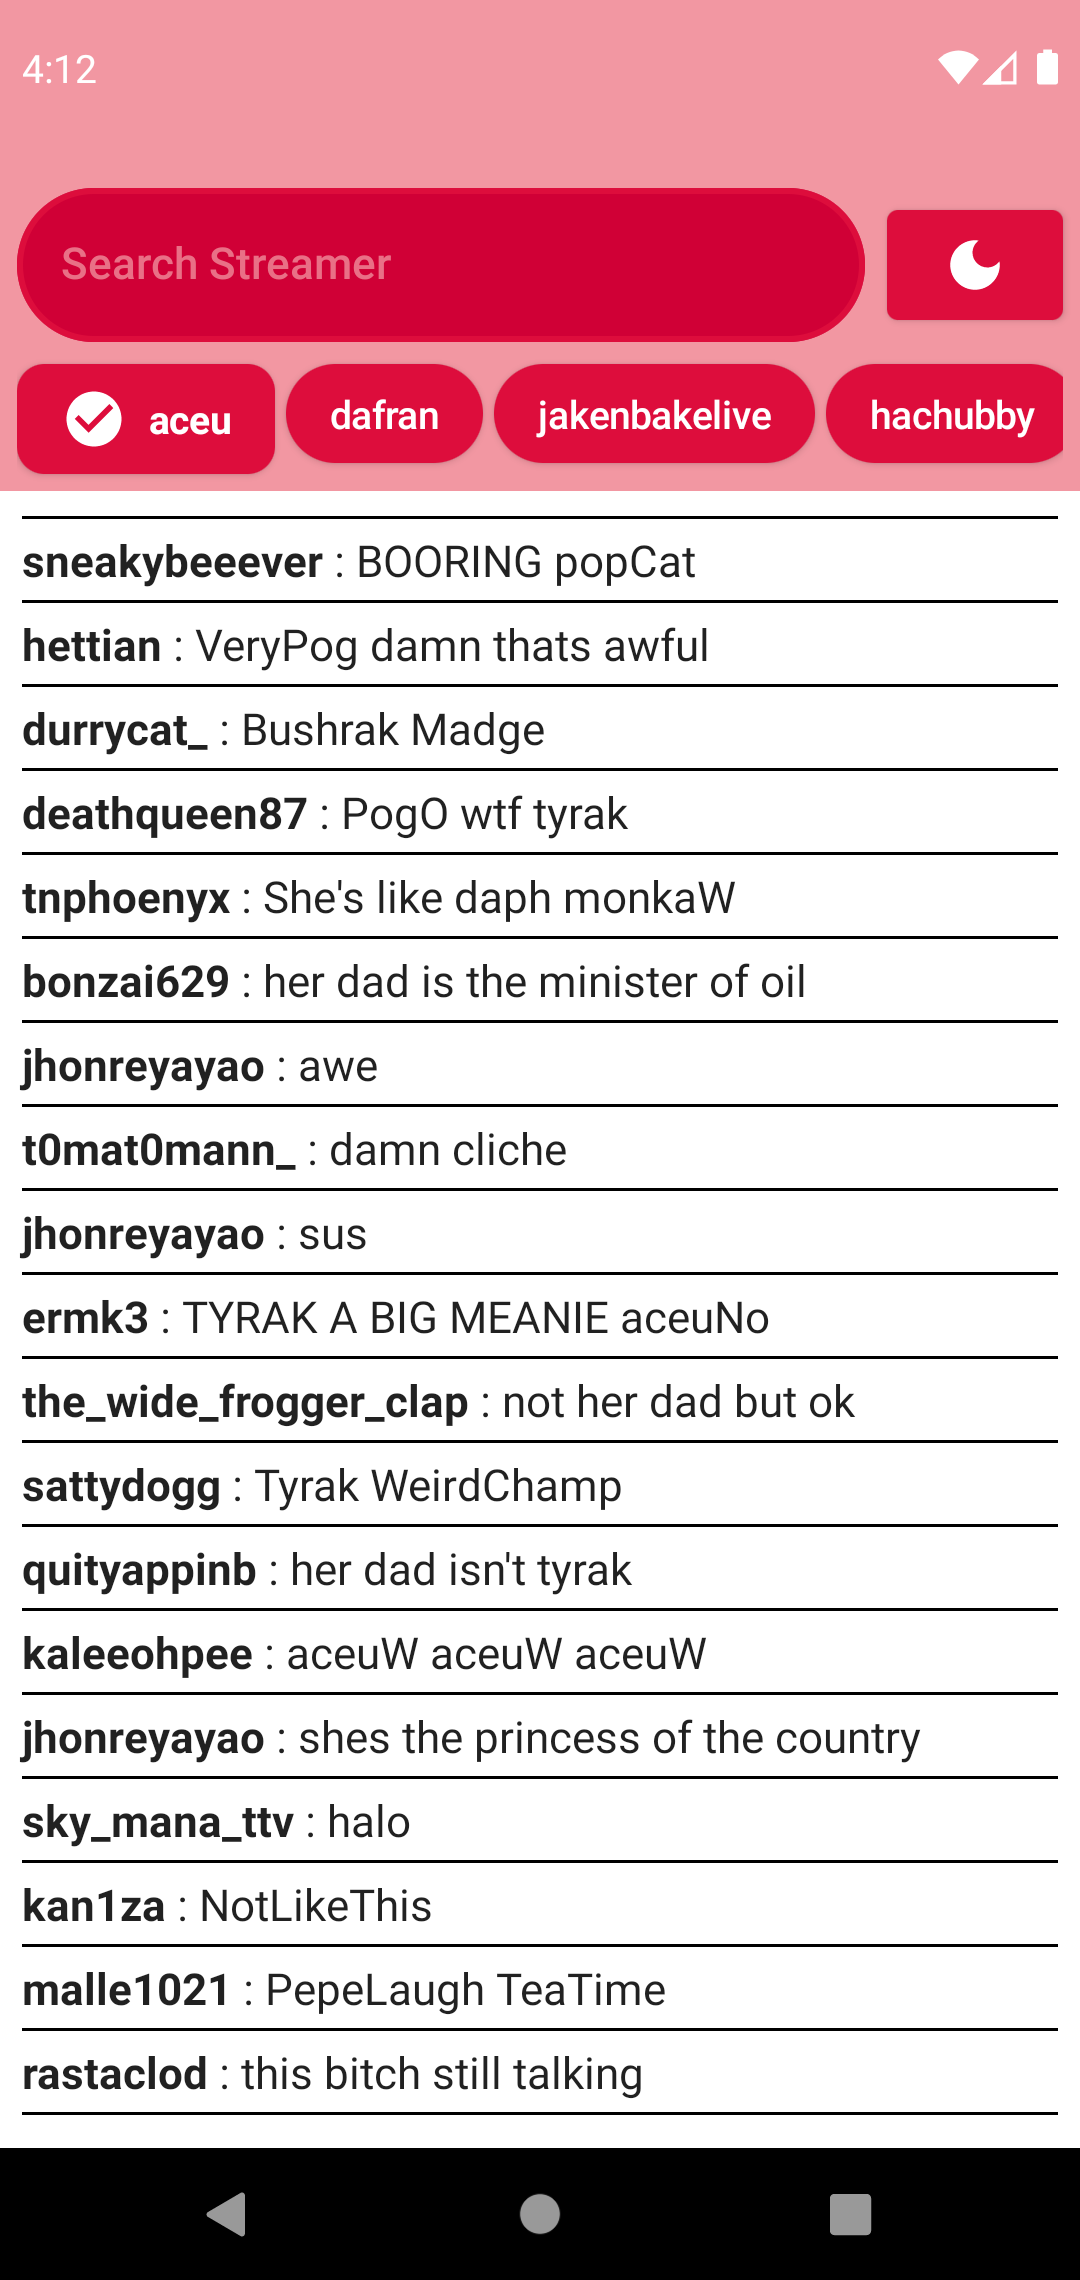 4:12
Search Streamer
aceu dafran jakenbakelive hachubby
sneakybeeever : BOORING popCat
hettian : VeryPog damn thats awful
durrycat_ : Bushrak Madge
deathqueen87 : PogO wtf tyrak
tnphoenyx : She's like daph monkaW
bonzai629 : her dad is the minister of oil
jhonreyayao : awe
t0mat0mann_ : damn cliche
jhonreyayao : sus
ermk3 : TYRAK A BIG MEANIE aceuNo
the_wide_frogger_clap : not her dad but ok
sattydogg : Tyrak WeirdChamp
quityappinb : her dad isn't tyrak
kaleeohpee : aceuW aceuW aceuW
jhonreyayao : shes the princess of the country
sky_mana_ttv : halo
kan1za : NotLikeThis
malle1021 : PepeLaugh TeaTime
rastaclod : this bitch still talking